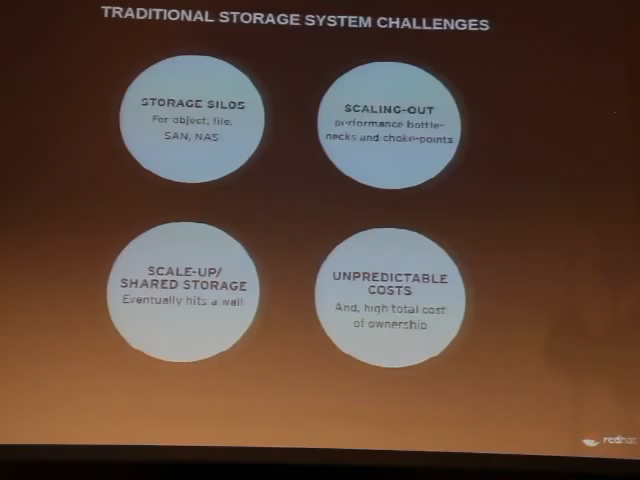 TRADITIONAL STORAGE SYSTEM CHALLENGES
STORAGE SILOS
For object, file,
SAN, NAS
SCALING-OUT
performance bottle-
necks and choke-points
SCALE-UP/
SHARED STORAGE
Eventually hits a wall
UNPREDICTABLE
COSTS
And, high total cost
of ownership
redhat